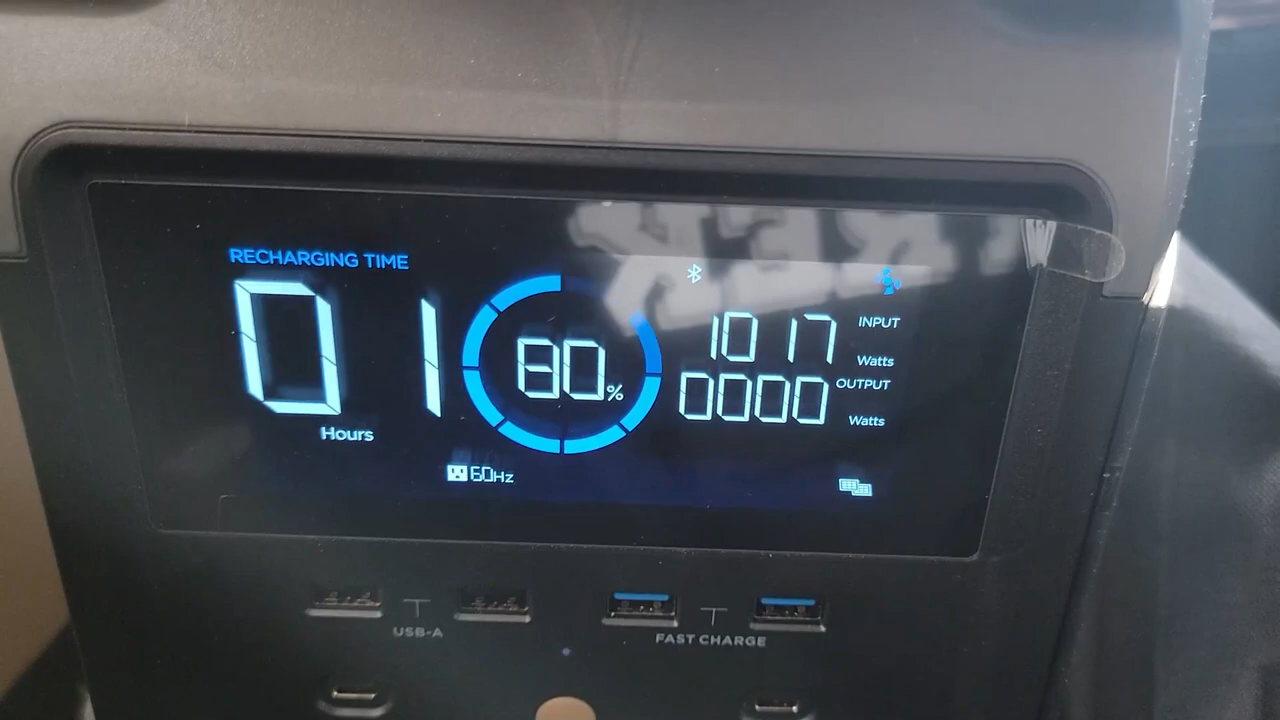 RECHARGING TIME
01
Hours
80%
1017 INPUT
Watts
0000 OUTPUT
Watts
60Hz
USB-A
FAST CHARGE